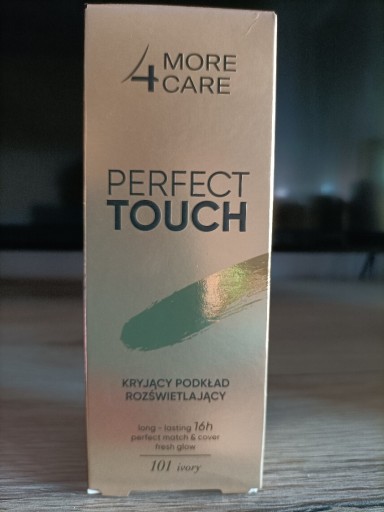 4 MORE
CARE
PERFECT
TOUCH
KRYJĄCY PODKŁAD
ROZŚWIETLAJĄCY
long - lasting 16h
perfect match & cover
fresh glow
101 ivory